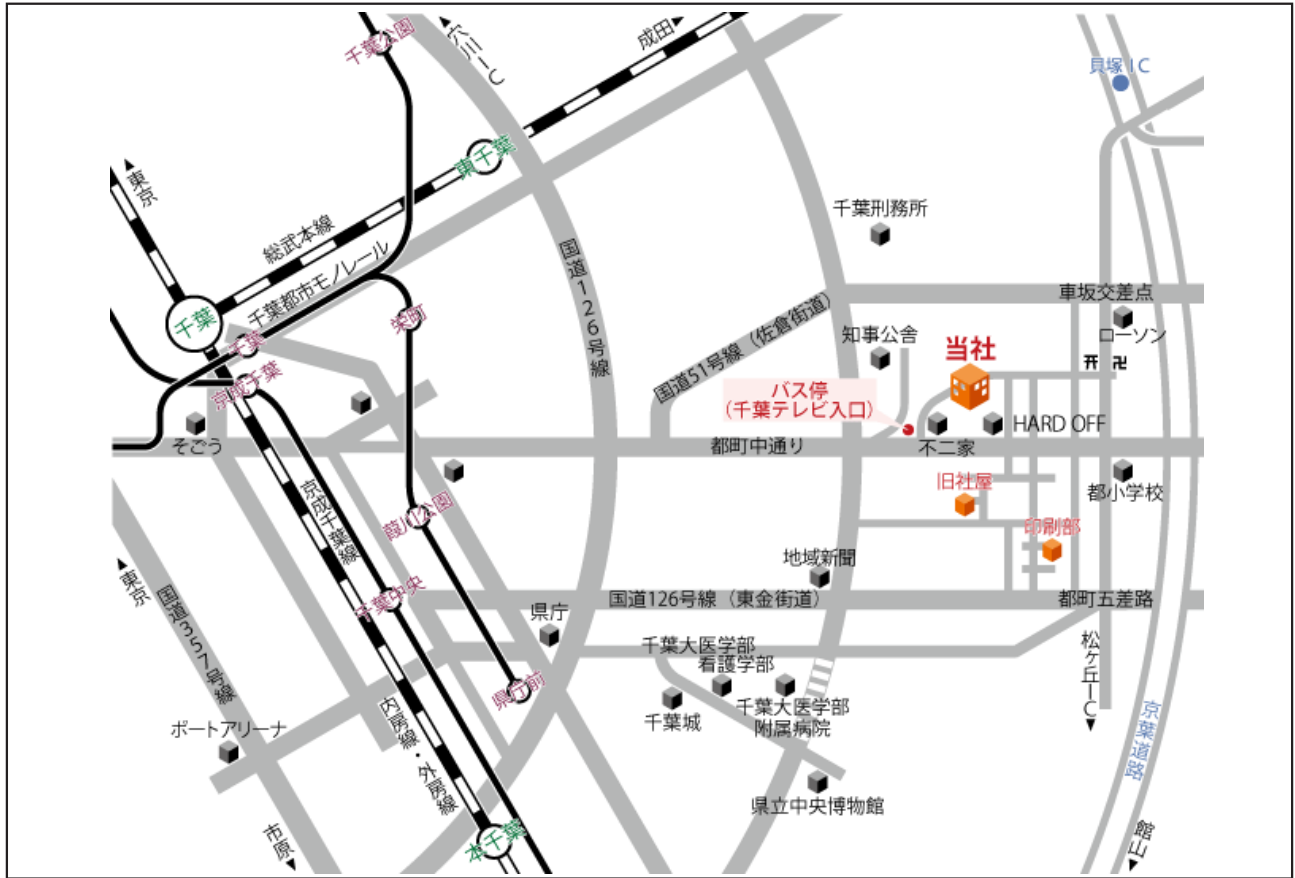 千葉公園
穴川IC
成田
貝塚IC
東千葉
東京
千葉刑務所
総武本線
国道126号線
千葉都市モノレール
車坂交差点
千葉
栄町
国道51号線(佐倉街道)
知事公舎
当社
ローソン
千葉
京成千葉
バス停
(千葉テレビ入口)
HARD OFF
そごう
都町中通り
不二家
旧社屋
都小学校
京成千葉線
葭川公園
印刷部
地域新聞
東京
国道357号線
千葉中央
県庁
国道126号線(東金街道)
都町五差路
千葉大医学部
看護学部
松ヶ丘IC
県庁前
千葉城
千葉大医学部
附属病院
ポートアリーナ
内房線・外房線
京葉道路
県立中央博物館
市原
本千葉
館山